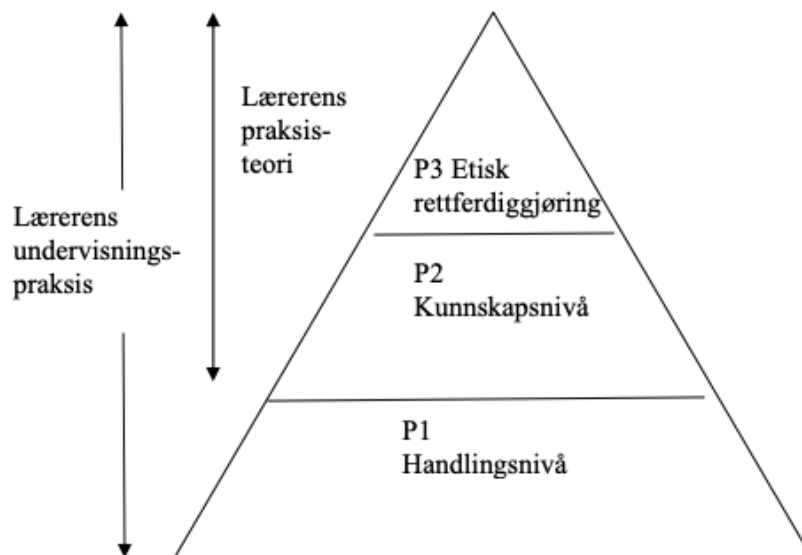 Lærerens
praksis-
teori
P3 Etisk
rettferdiggjøring
Lærerens
undervisnings-
praksis
P2
Kunnskapsnivå
P1
Handlingsnivå